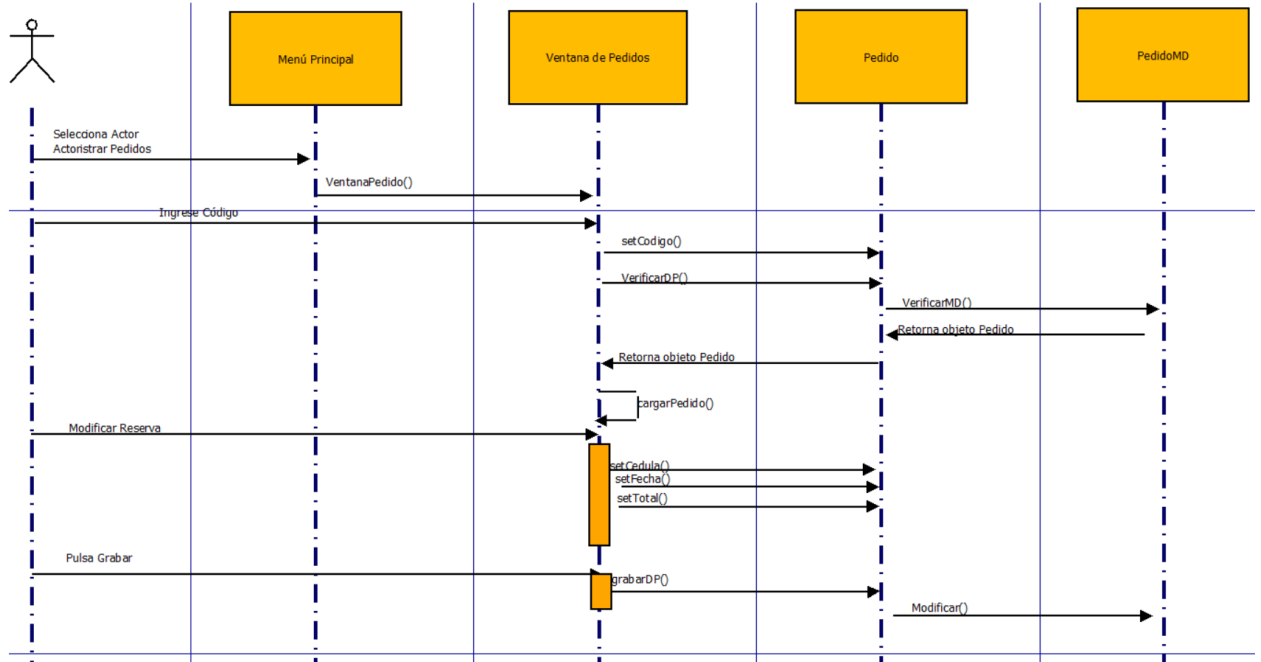 Menú Principal
Ventana de Pedidos
Pedido
PedidoMD
Selecciona Actor
Actoristrar Pedidos
VentanaPedido()
Ingrese Código
setCodigo()
VerificarDP()
VerificarMD()
Retorna objeto Pedido
Retorna objeto Pedido
cargarPedido()
Modificar Reserva
setCedula()
setFecha()
setTotal()
Pulsa Grabar
grabarDP()
Modificar()